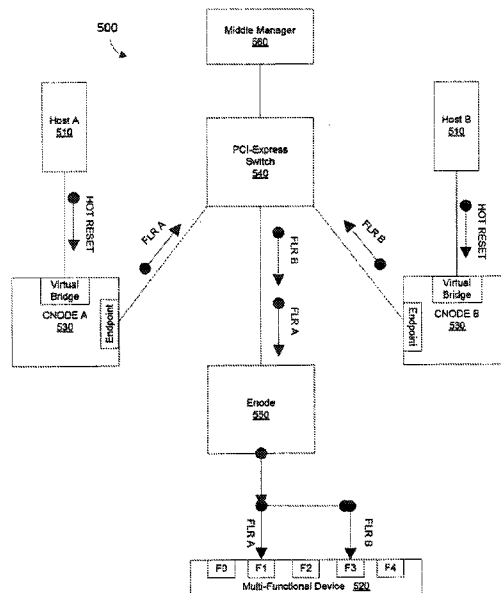 500
Middle Manager
560
Host A
510
Host B
510
PCI-Express
Switch
540
HOT RESET
FLR A
FLR B
FLR B
HOT RESET
FLR A
Virtual
Bridge
CNODE A
530
Endpoint
Virtual
Bridge
CNODE B
530
Endpoint
Enode
550
FLR A
FLR B
F0
F1
F2
F3
F4
Multi-Functional Device 520